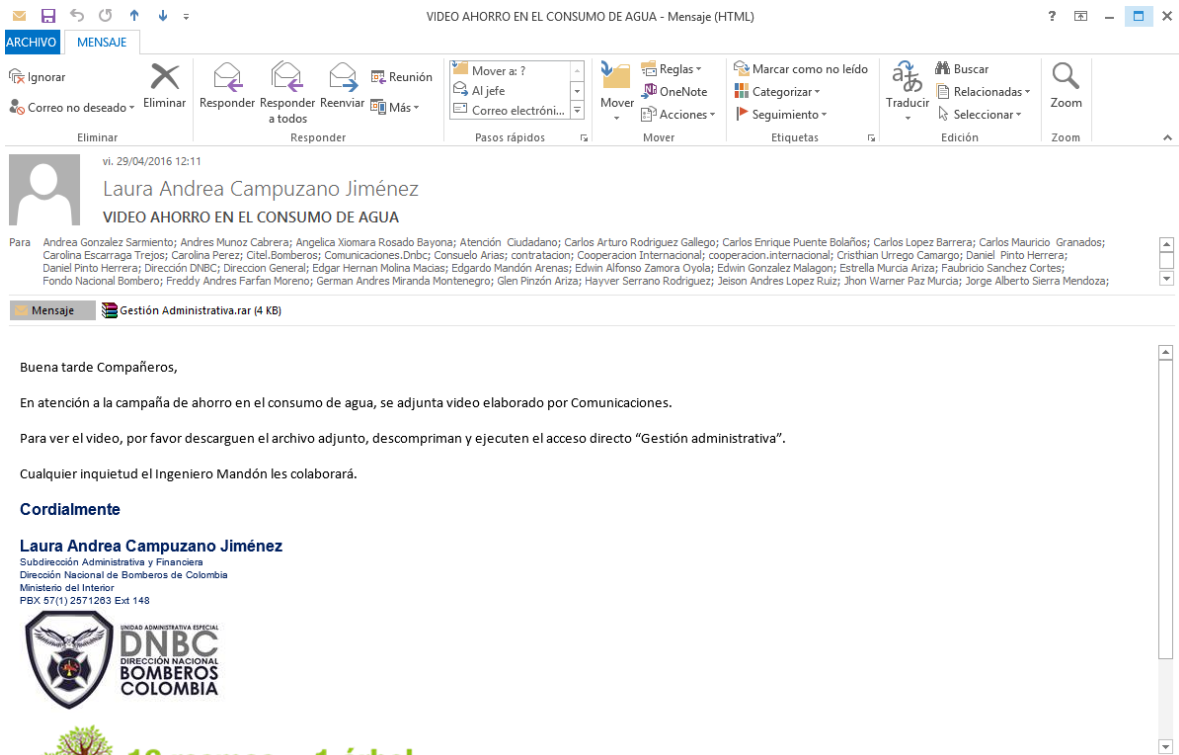 VIDEO AHORRO EN EL CONSUMO DE AGUA - Mensaje (HTML)
ARCHIVO MENSAJE
Ignorar
Correo no deseado
Eliminar
Eliminar
Responder
Responder a todos
Reenviar
Reunión
Más
Responder
Mover a: ?
Al jefe
Correo electróni...
Pasos rápidos
Mover
Reglas
OneNote
Acciones
Mover
Marcar como no leído
Categorizar
Seguimiento
Etiquetas
Traducir
Buscar
Relacionadas
Seleccionar
Edición
Zoom
Zoom
vi. 29/04/2016 12:11
Laura Andrea Campuzano Jiménez
VIDEO AHORRO EN EL CONSUMO DE AGUA
Para Andrea Gonzalez Sarmiento; Andres Munoz Cabrera; Angelica Xiomara Rosado Bayona; Atención Ciudadano; Carlos Arturo Rodriguez Gallego; Carlos Enrique Puente Bolaños; Carlos Lopez Barrera; Carlos Mauricio Granados;
Carolina Escarraga Trejos; Carolina Perez; Citel.Bomberos; Comunicaciones.Dnbc; Consuelo Arias; contratacion; Cooperacion Internacional; cooperacion.internacional; Cristhian Urrego Camargo; Daniel Pinto Herrera;
Daniel Pinto Herrera; Dirección DNBC; Direccion General; Edgar Hernan Molina Macias; Edgardo Mandón Arenas; Edwin Alfonso Zamora Oyola; Edwin Gonzalez Malagon; Estrella Murcia Ariza; Faubricio Sanchez Cortes;
Fondo Nacional Bombero; Freddy Andres Farfan Moreno; German Andres Miranda Montenegro; Glen Pinzón Ariza; Hayver Serrano Rodriguez; Jeison Andres Lopez Ruiz; Jhon Warner Paz Murcia; Jorge Alberto Sierra Mendoza;
Mensaje Gestión Administrativa.rar (4 KB)
Buena tarde Compañeros,
En atención a la campaña de ahorro en el consumo de agua, se adjunta video elaborado por Comunicaciones.
Para ver el video, por favor descarguen el archivo adjunto, descompriman y ejecuten el acceso directo “Gestión administrativa”.
Cualquier inquietud el Ingeniero Mandón les colaborará.
Cordialmente
Laura Andrea Campuzano Jiménez
Subdirección Administrativa y Financiera
Dirección Nacional de Bomberos de Colombia
Ministerio del Interior
PBX 57(1) 2571263 Ext 148
UNIDAD ADMINISTRATIVA ESPECIAL
DNBC
DIRECCIÓN NACIONAL
BOMBEROS
COLOMBIA